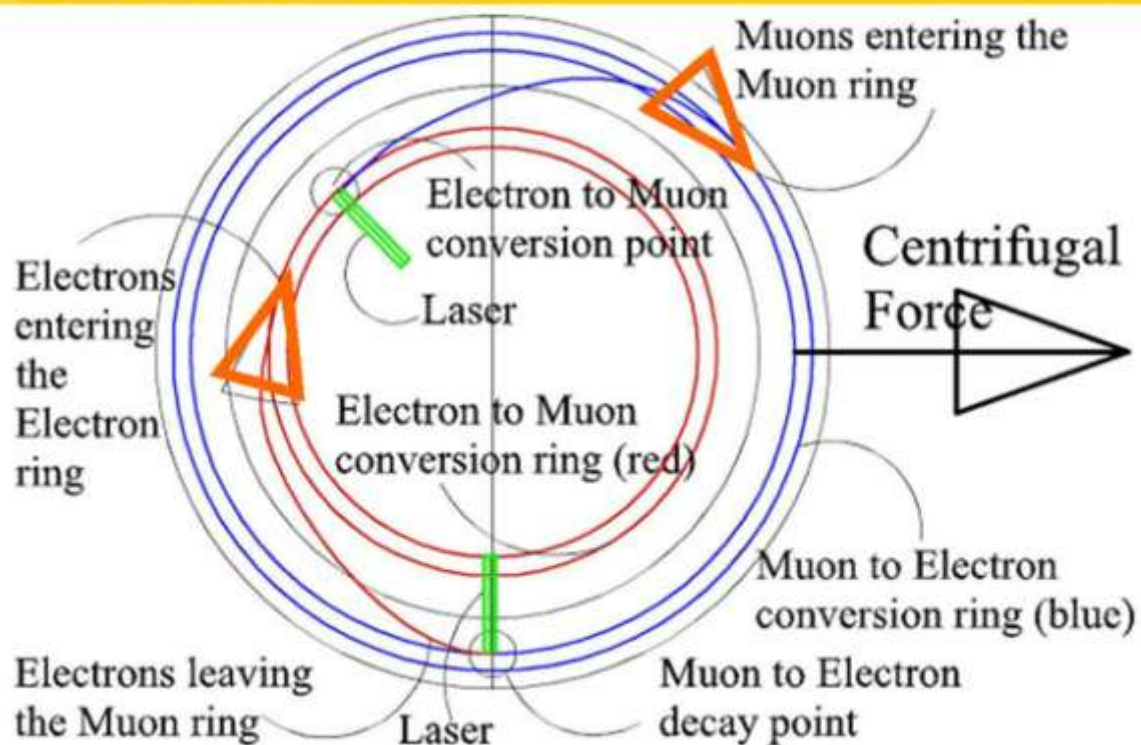 Muons entering the
Muon ring
Electron to Muon
conversion point
Centrifugal
Force
Electrons
entering
the
Electron
ring
Laser
Electron to Muon
conversion ring (red)
Muon to Electron
conversion ring (blue)
Electrons leaving
the Muon ring
Laser
Muon to Electron
decay point